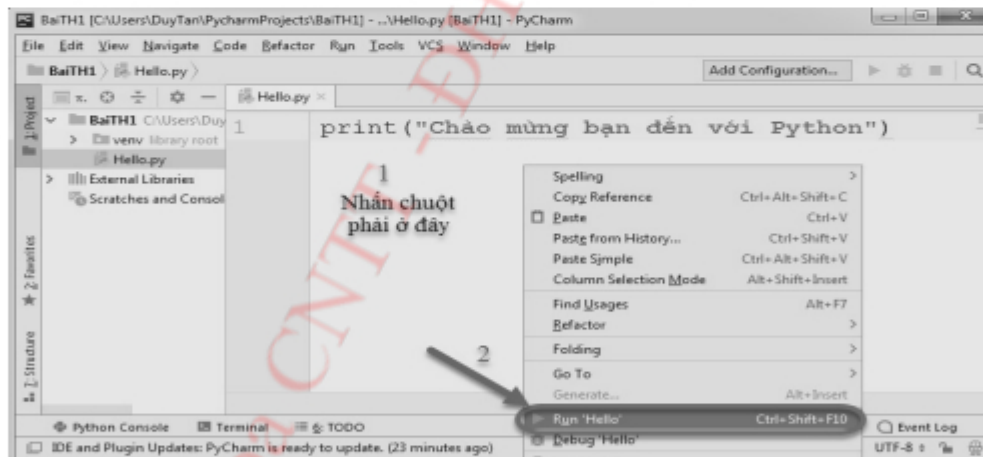 BaiTH1 [C:\Users\DuyTan\PycharmProjects\BaiTH1] - ...\Hello.py [BaiTH1] - PyCharm
File Edit View Navigate Code Refactor Run Tools VCS Window Help
BaiTH1 Hello.py Add Configuration...
1: Project
Hello.py
BaiTH1 C:\Users\Duy
venv library root
Hello.py
External Libraries
Scratches and Consol
1 print("Chào mừng bạn đến với Python")
1
Nhấn chuột
phải ở đây
Spelling
Copy Reference Ctrl+Alt+Shift+C
Paste Ctrl+V
Paste from History... Ctrl+Shift+V
Paste Simple Ctrl+Alt+Shift+V
Column Selection Mode Alt+Shift+Insert
Find Usages Alt+F7
Refactor
Folding
Go To
Generate... Alt+Insert
2
Run 'Hello' Ctrl+Shift+F10
Debug 'Hello'
2: Favorites
7: Structure
Python Console Terminal 6: TODO Event Log
IDE and Plugin Updates: PyCharm is ready to update. (23 minutes ago) UTF-8
CNTT - ĐH